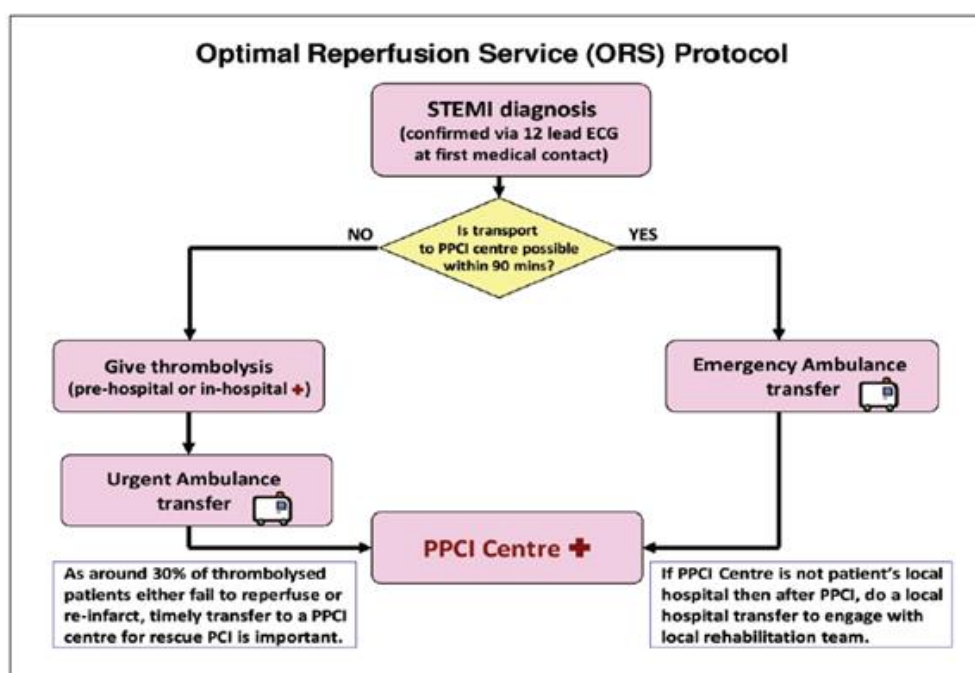 Optimal Reperfusion Service (ORS) Protocol
STEMI diagnosis
(confirmed via 12 lead ECG
at first medical contact)
Is transport
to PPCI centre possible
within 90 mins?
NO
YES
Give thrombolysis
(pre-hospital or in-hospital +)
Emergency Ambulance
transfer
Urgent Ambulance
transfer
PPCI Centre +
As around 30% of thrombolysed
patients either fail to reperfuse or
re-infarct, timely transfer to a PPCI
centre for rescue PCI is important.
If PPCI Centre is not patient's local
hospital then after PPCI, do a local
hospital transfer to engage with
local rehabilitation team.